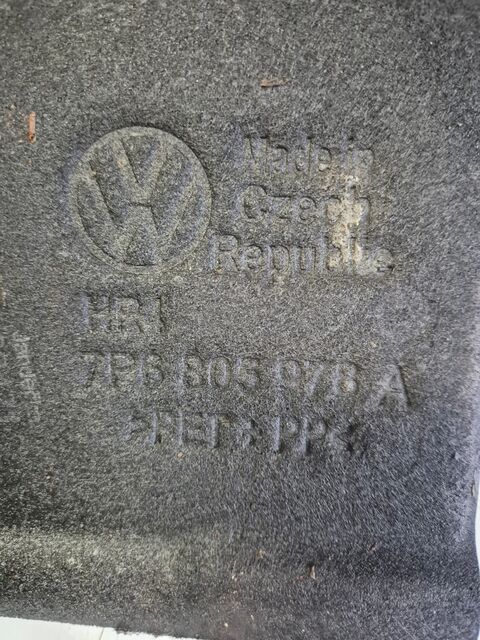 Made in
Czech
Republic
HR1
7P6 805 978 A
>PET+PP<